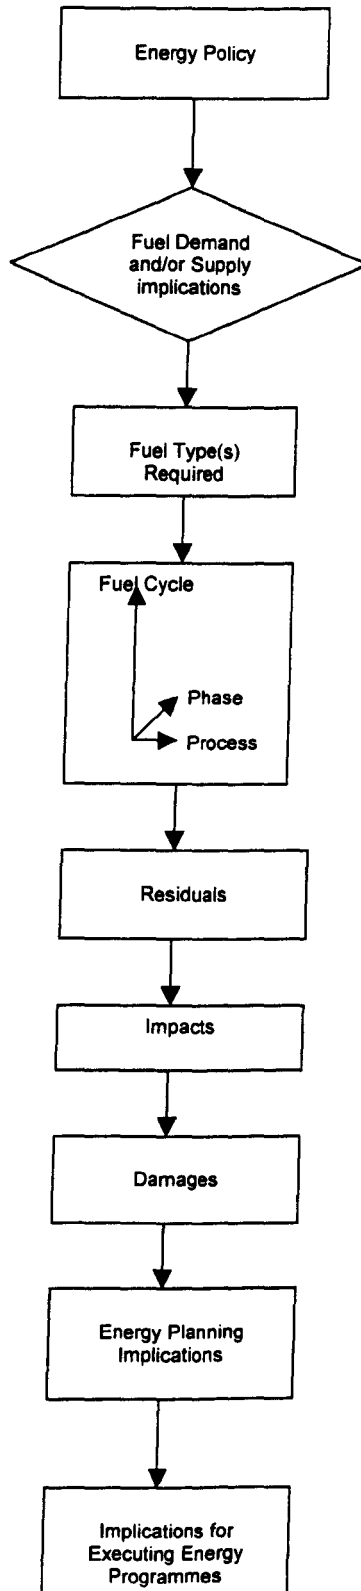 Energy Policy
Fuel Demand
and/or Supply
implications
Fuel Type(s)
Required
Fuel Cycle
Phase
Process
Residuals
Impacts
Damages
Energy Planning
Implications
Implications for
Executing Energy
Programmes